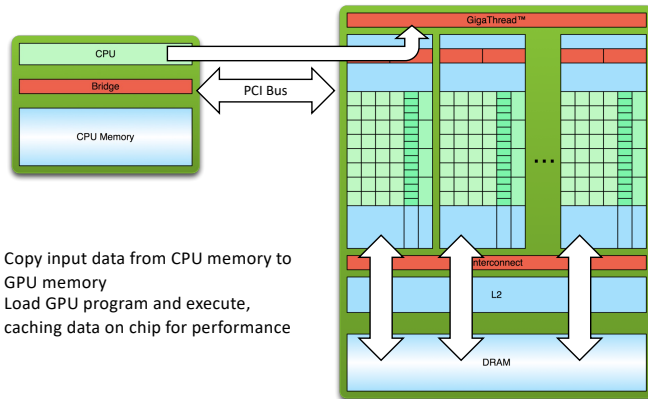 GigaThread™
CPU
Bridge
PCI Bus
CPU Memory
...
Copy input data from CPU memory to
GPU memory
Load GPU program and execute,
caching data on chip for performance
nterconnect
L2
DRAM